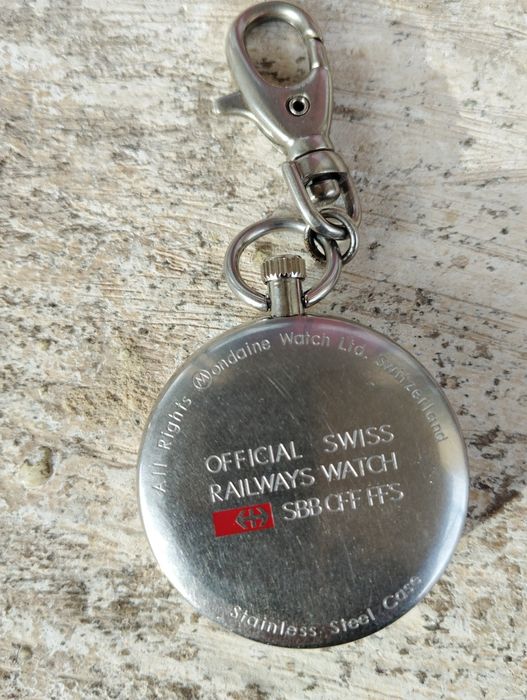 All Rights Mondaine Watch Ltd. Switzerland
OFFICIAL SWISS
RAILWAYS WATCH
SBB CFF FFS
Stainless Steel Case